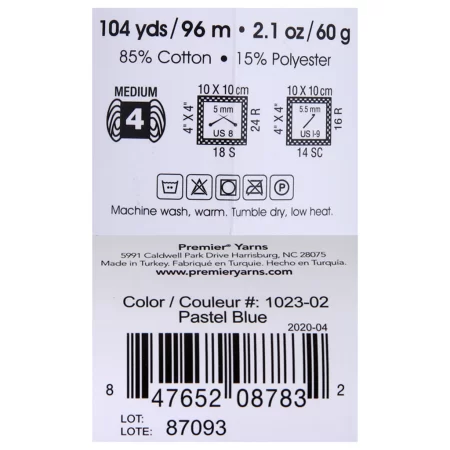 104 yds/96 m • 2.1 oz/60 g
85% Cotton • 15% Polyester
MEDIUM
4
10 X 10 cm
4" X 4"
5 mm
US 8
24 R
18 S
10 X 10 cm
4" X 4"
5.5 mm
US I-9
16 R
14 SC
P
Machine wash, warm. Tumble dry, low heat.
Premier® Yarns
5991 Caldwell Park Drive Harrisburg, NC 28075
Made in Turkey. Fabriqué en Turquie. Hecho en Turquía.
www.premieryarns.com
Color / Couleur #: 1023-02
Pastel Blue
2020-04
8 47652 08783 2
LOT:
LOTE: 87093